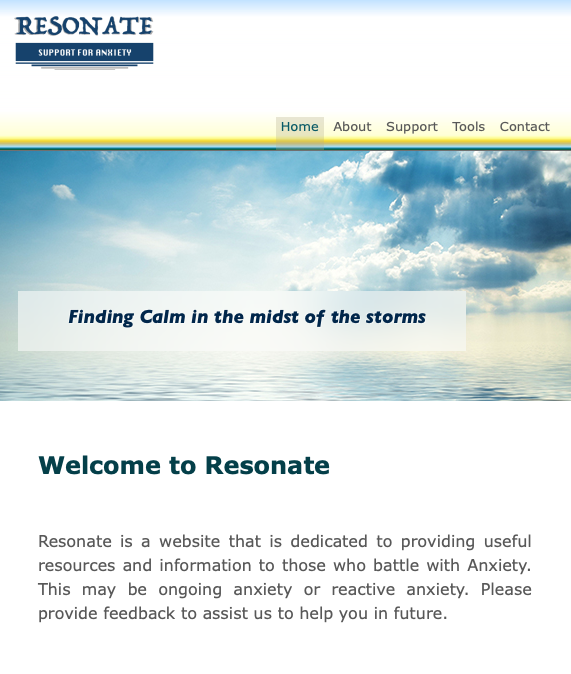 RESONATE
SUPPORT FOR ANXIETY
Home About Support Tools Contact
Finding Calm in the midst of the storms
Welcome to Resonate
Resonate is a website that is dedicated to providing useful
resources and information to those who battle with Anxiety.
This may be ongoing anxiety or reactive anxiety. Please
provide feedback to assist us to help you in future.